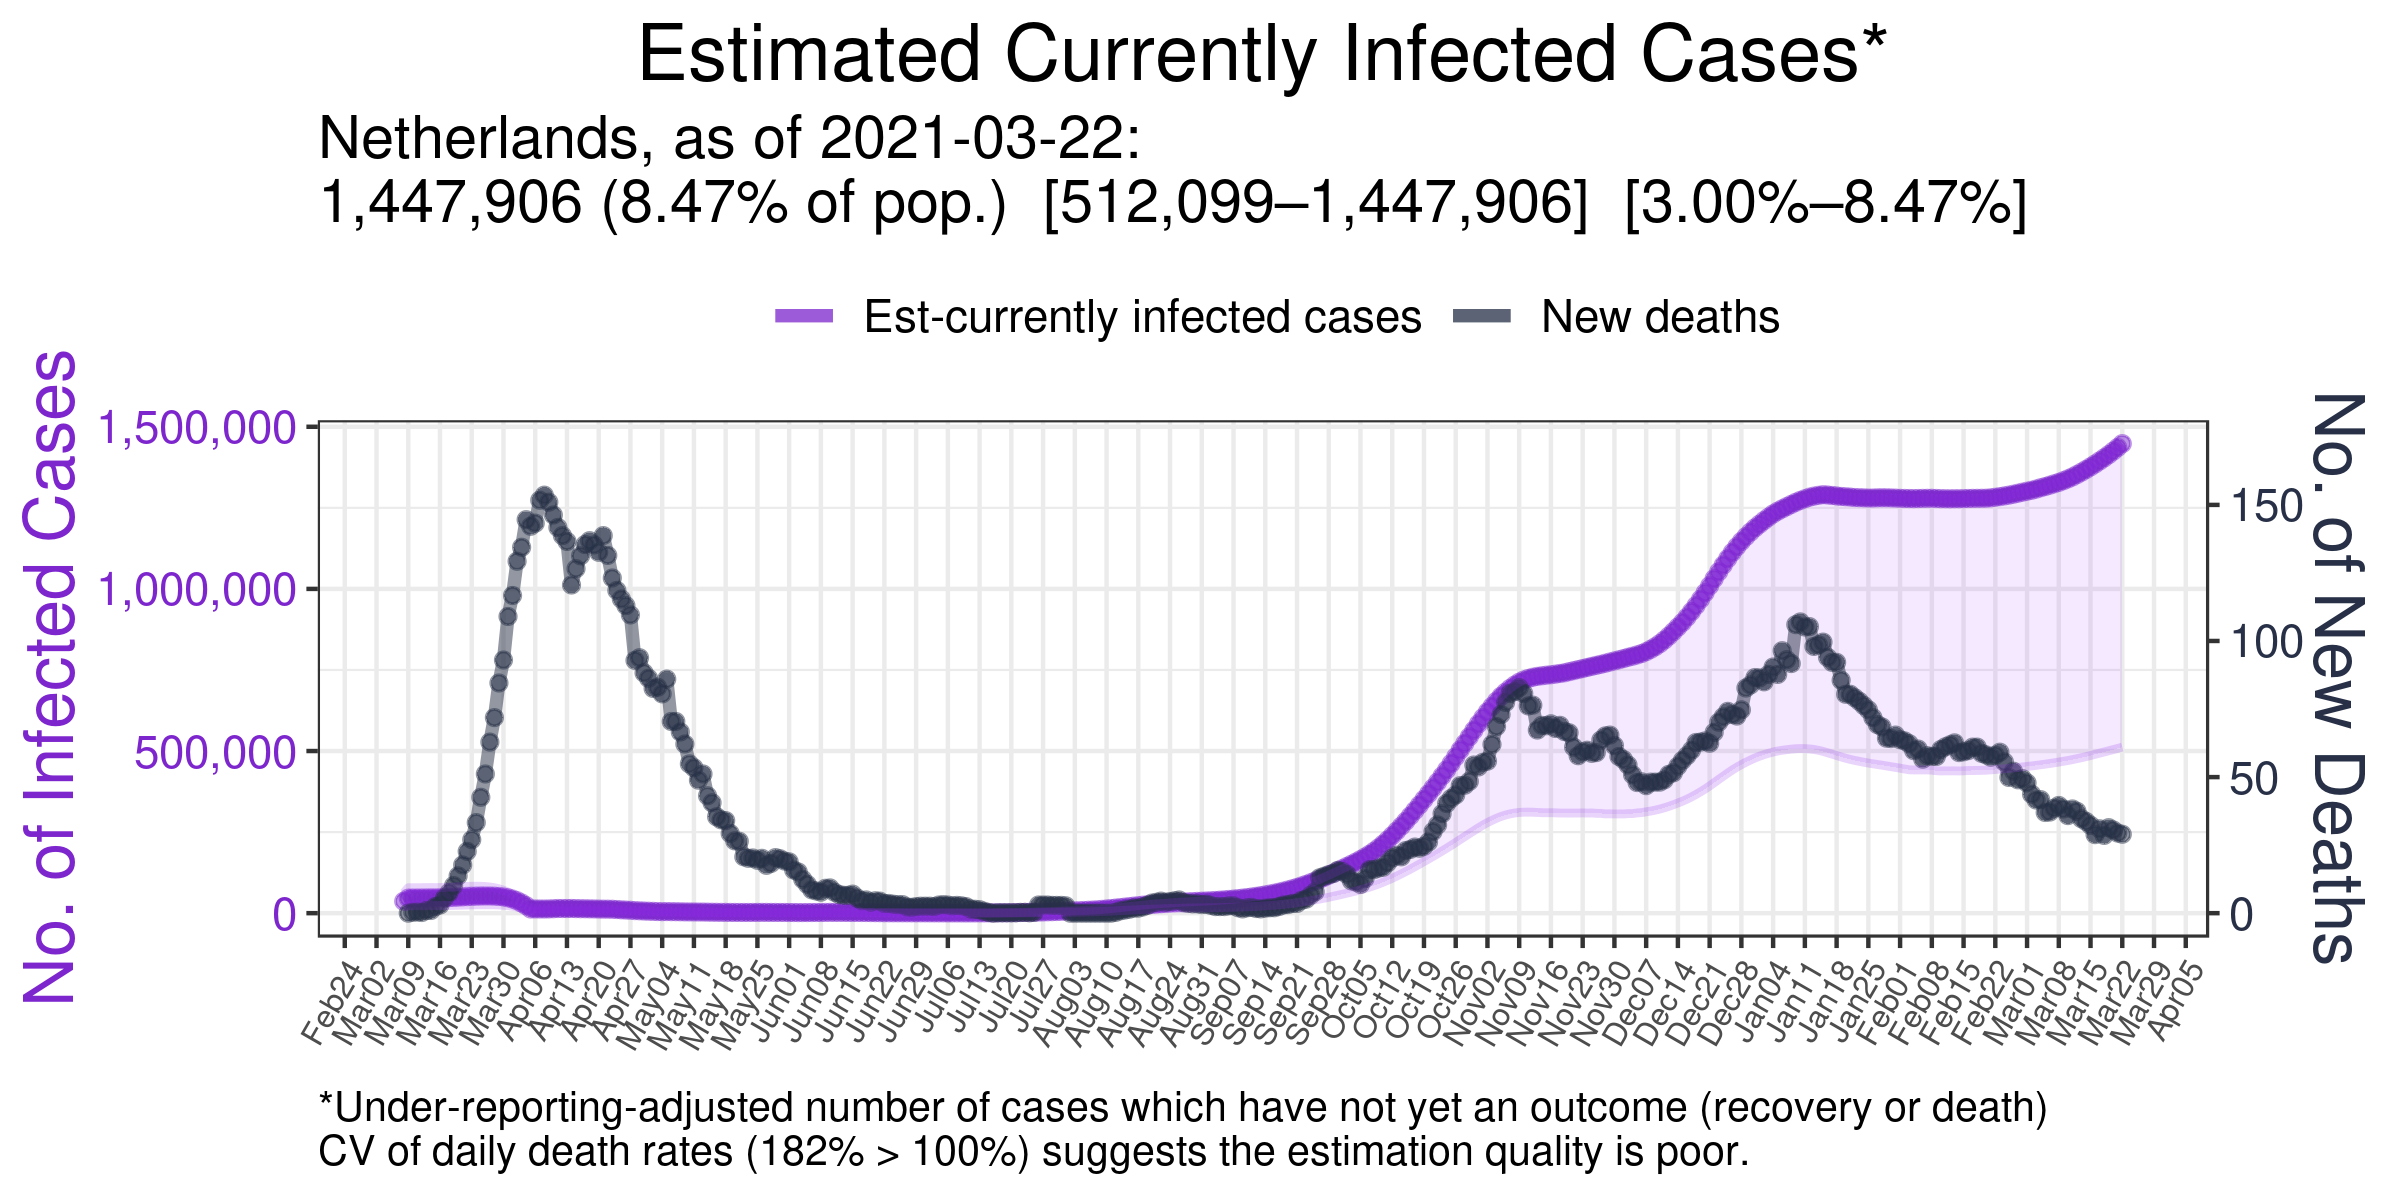 Estimated Currently Infected Cases*
Netherlands, as of 2021-03-22:
1,447,906 (8.47% of pop.) [512,099–1,447,906] [3.00%–8.47%]
Est-currently infected cases
New deaths
No. of Infected Cases
1,500,000
1,000,000
500,000
0
No. of New Deaths
150
100
50
0
Feb24
Mar02
Mar09
Mar16
Mar23
Mar30
Apr06
Apr13
Apr20
Apr27
May04
May11
May18
May25
Jun01
Jun08
Jun15
Jun22
Jun29
Jul06
Jul13
Jul20
Jul27
Aug03
Aug10
Aug17
Aug24
Aug31
Sep07
Sep14
Sep21
Sep28
Oct05
Oct12
Oct19
Oct26
Nov02
Nov09
Nov16
Nov23
Nov30
Dec07
Dec14
Dec21
Dec28
Jan04
Jan11
Jan18
Jan25
Feb01
Feb08
Feb15
Feb22
Mar01
Mar08
Mar15
Mar22
Mar29
Apr05
*Under-reporting-adjusted number of cases which have not yet an outcome (recovery or death)
CV of daily death rates (182% > 100%) suggests the estimation quality is poor.